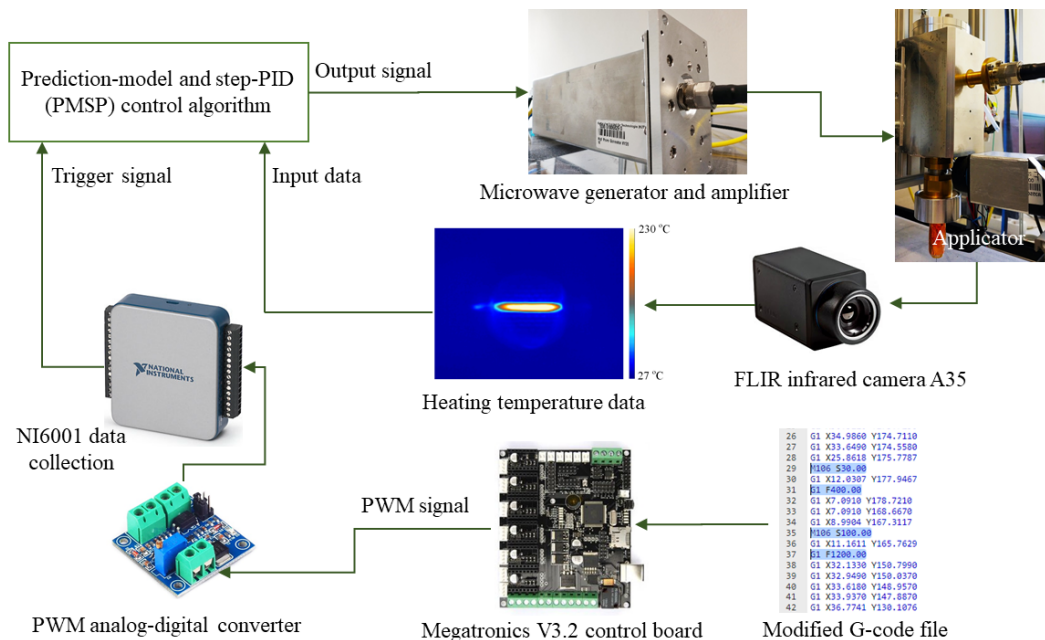 Prediction-model and step-PID
(PMSP) control algorithm
Output signal
Trigger signal
Input data
Microwave generator and amplifier
Applicator
230 °C
27 °C
Heating temperature data
FLIR infrared camera A35
NATIONAL
INSTRUMENTS
NI6001 data
collection
PWM signal
PWM analog-digital converter
Megatronics V3.2 control board
26 G1 X34.9860 Y174.7110
27 G1 X33.6490 Y174.5580
28 G1 X25.8618 Y175.7787
29 M106 S30.00
30 G1 X12.0307 Y177.9467
31 G1 F400.00
32 G1 X7.0910 Y178.7210
33 G1 X7.0910 Y168.6670
34 G1 X8.9904 Y167.3117
35 M106 S100.00
36 G1 X11.1611 Y165.7629
37 G1 F1200.00
38 G1 X32.1330 Y150.7990
39 G1 X32.9490 Y150.0370
40 G1 X33.6180 Y148.9570
41 G1 X33.9370 Y147.8870
42 G1 X36.7741 Y130.1076
Modified G-code file